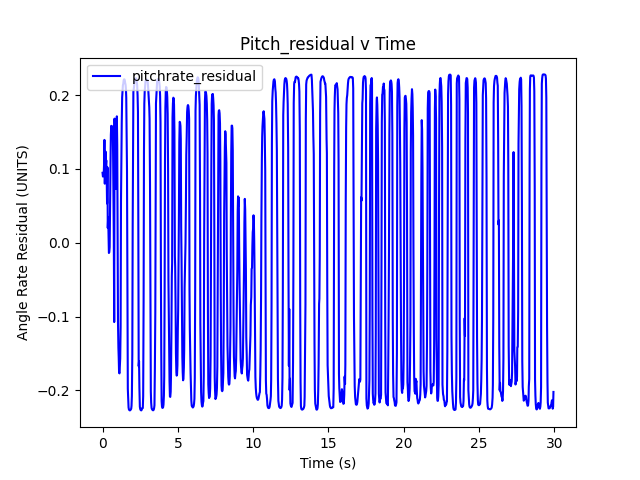 Pitch_residual v Time
pitchrate_residual
Angle Rate Residual (UNITS)
0.2
0.1
0.0
−0.1
−0.2
0 5 10 15 20 25 30
Time (s)